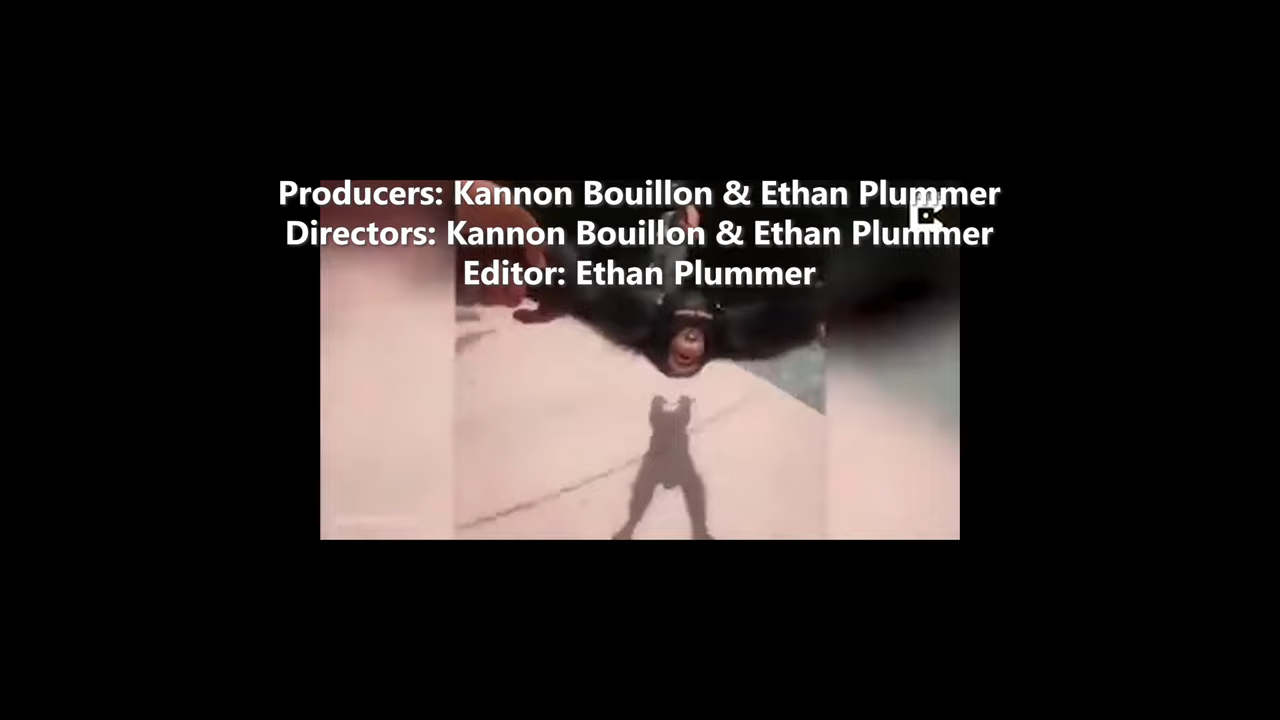 Producers: Kannon Bouillon & Ethan Plummer
Directors: Kannon Bouillon & Ethan Plummer
Editor: Ethan Plummer